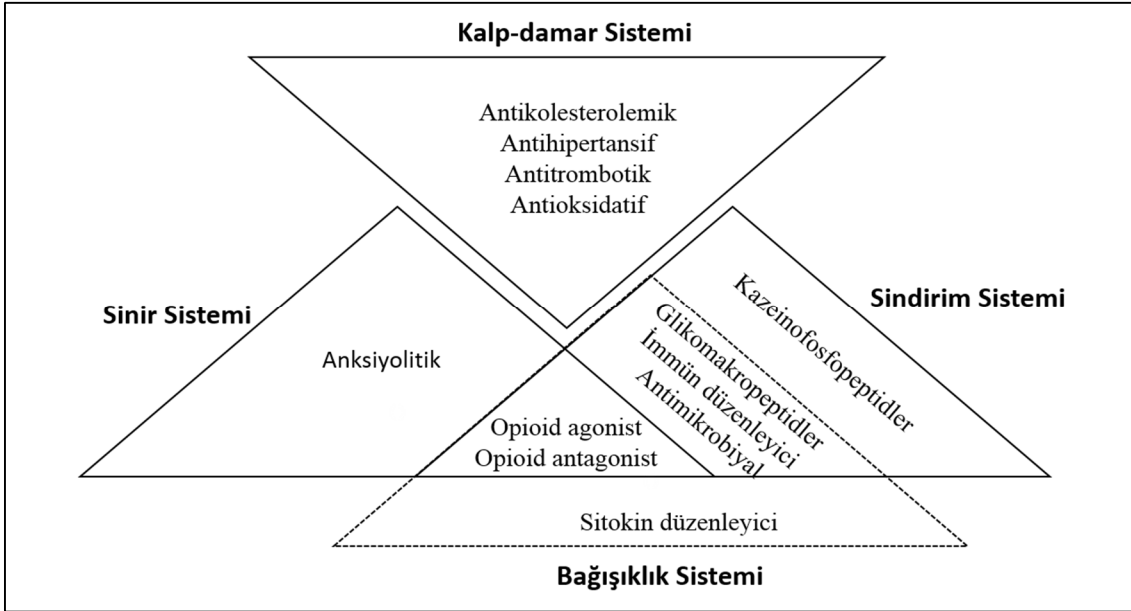 Kalp-damar Sistemi
Antikolesterolemik
Antihipertansif
Antitrombotik
Antioksidatif
Sinir Sistemi
Sindirim Sistemi
Kazeinofosfopeptidler
Glikomakropeptidler
İmmün düzenleyici
Antimikrobiyal
Anksiyolitik
Opioid agonist
Opioid antagonist
Sitokin düzenleyici
Bağışıklık Sistemi